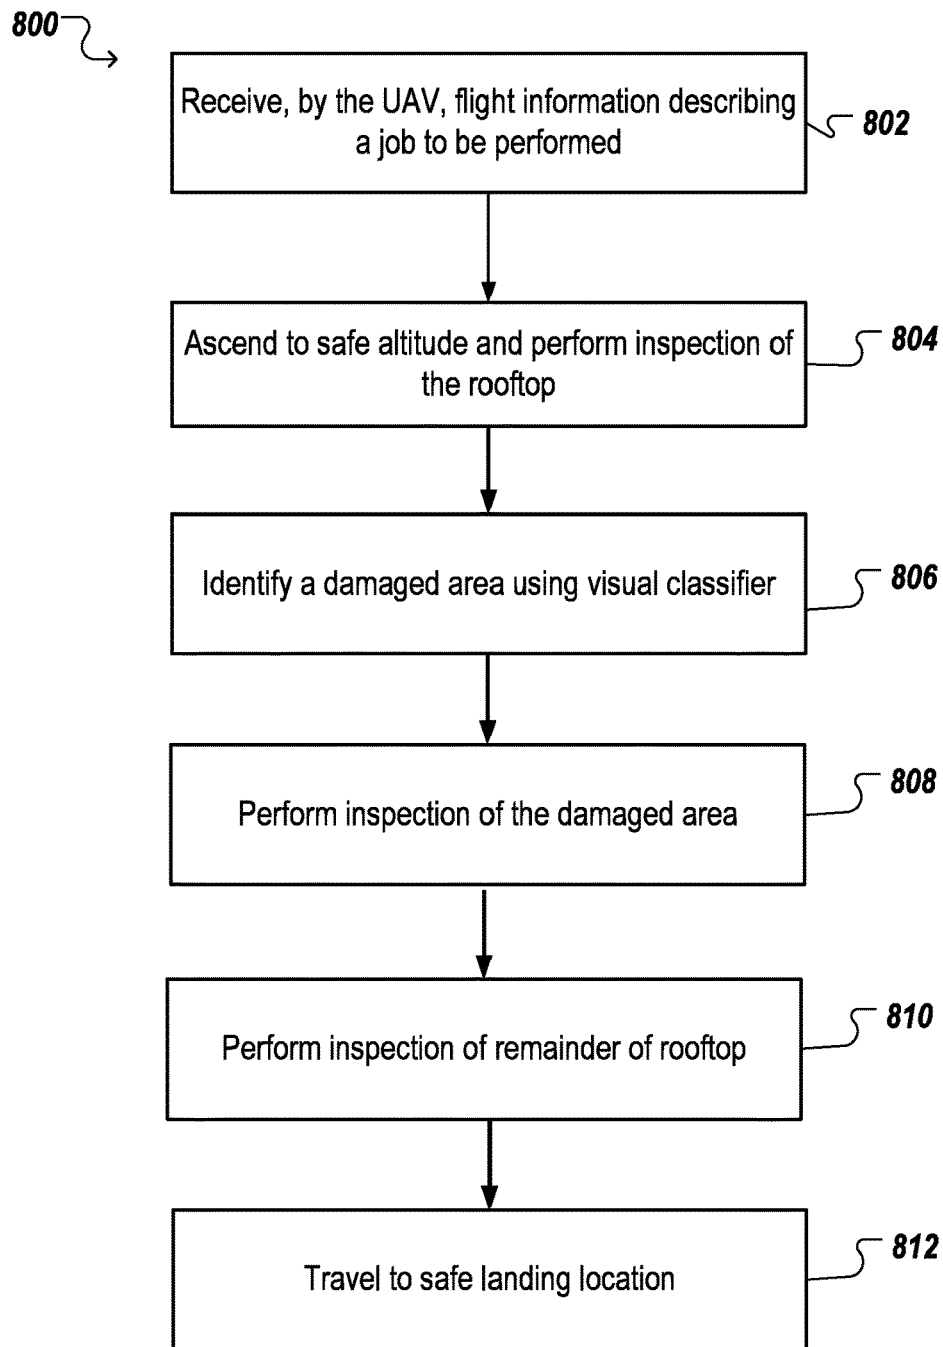 800
Receive, by the UAV, flight information describing
a job to be performed
802
Ascend to safe altitude and perform inspection of
the rooftop
804
Identify a damaged area using visual classifier
806
Perform inspection of the damaged area
808
Perform inspection of remainder of rooftop
810
Travel to safe landing location
812